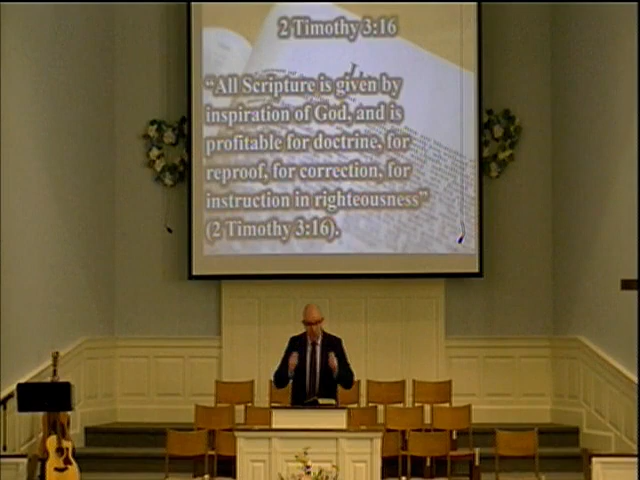 2 Timothy 3:16
“All Scripture is given by
inspiration of God, and is
profitable for doctrine, for
reproof, for correction, for
instruction in righteousness”
(2 Timothy 3:16).